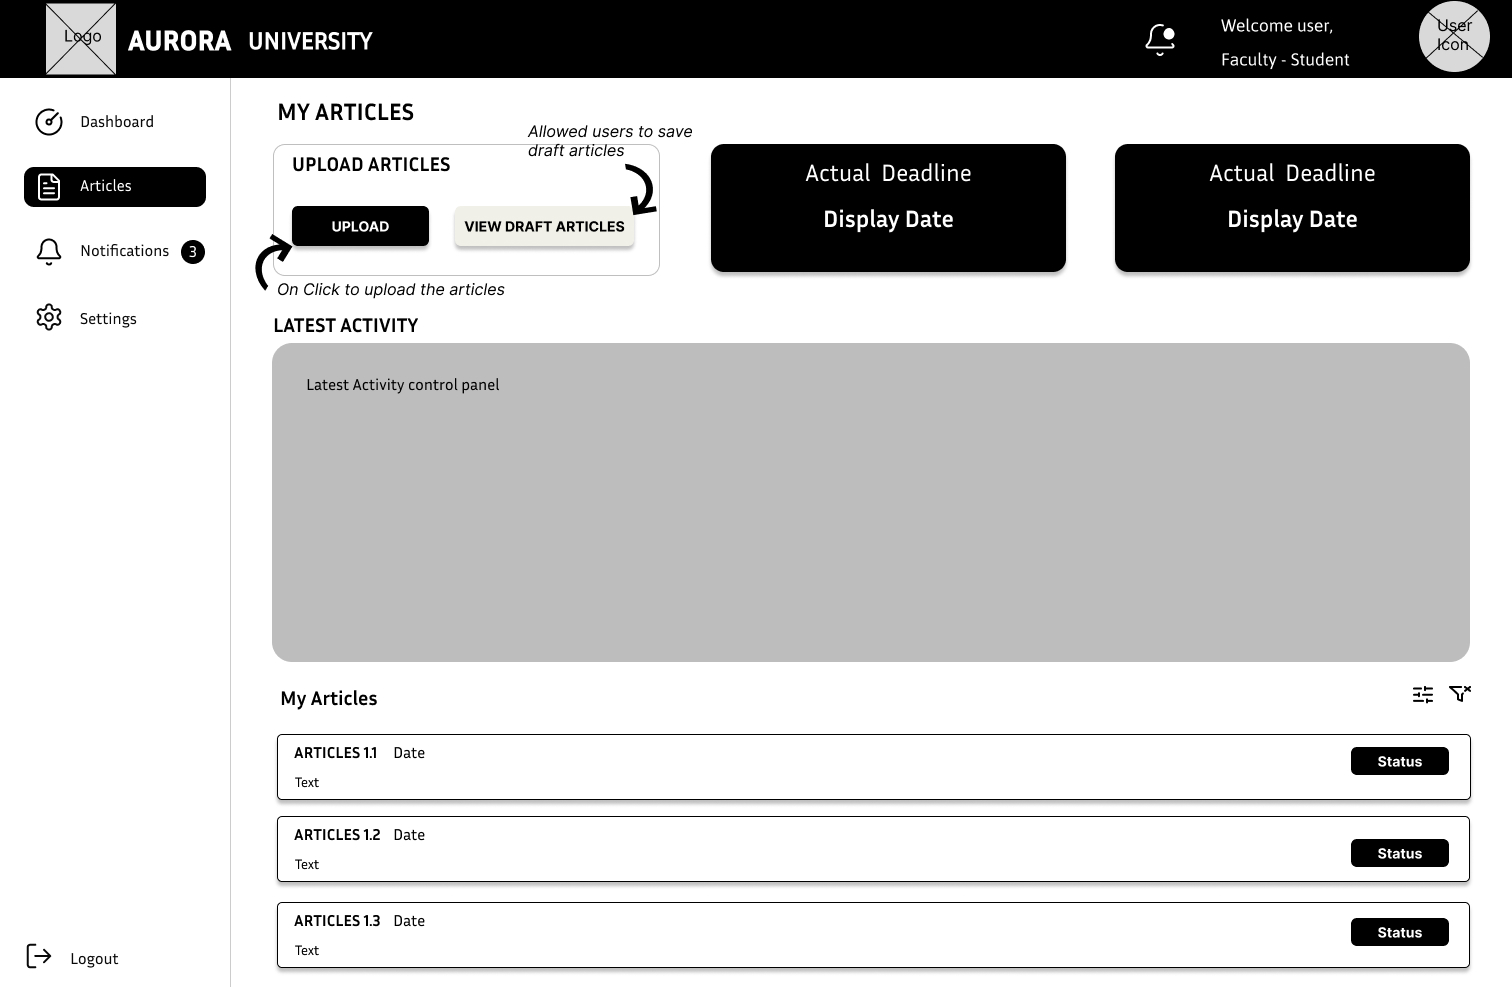 Logo
AURORA UNIVERSITY
Welcome user,
Faculty - Student
User
Icon
Dashboard
Articles
Notifications 3
Settings
Logout
MY ARTICLES
Allowed users to save
draft articles
UPLOAD ARTICLES
UPLOAD
VIEW DRAFT ARTICLES
On Click to upload the articles
Actual Deadline
Display Date
Actual Deadline
Display Date
LATEST ACTIVITY
Latest Activity control panel
My Articles
ARTICLES 1.1 Date
Text
Status
ARTICLES 1.2 Date
Text
Status
ARTICLES 1.3 Date
Text
Status